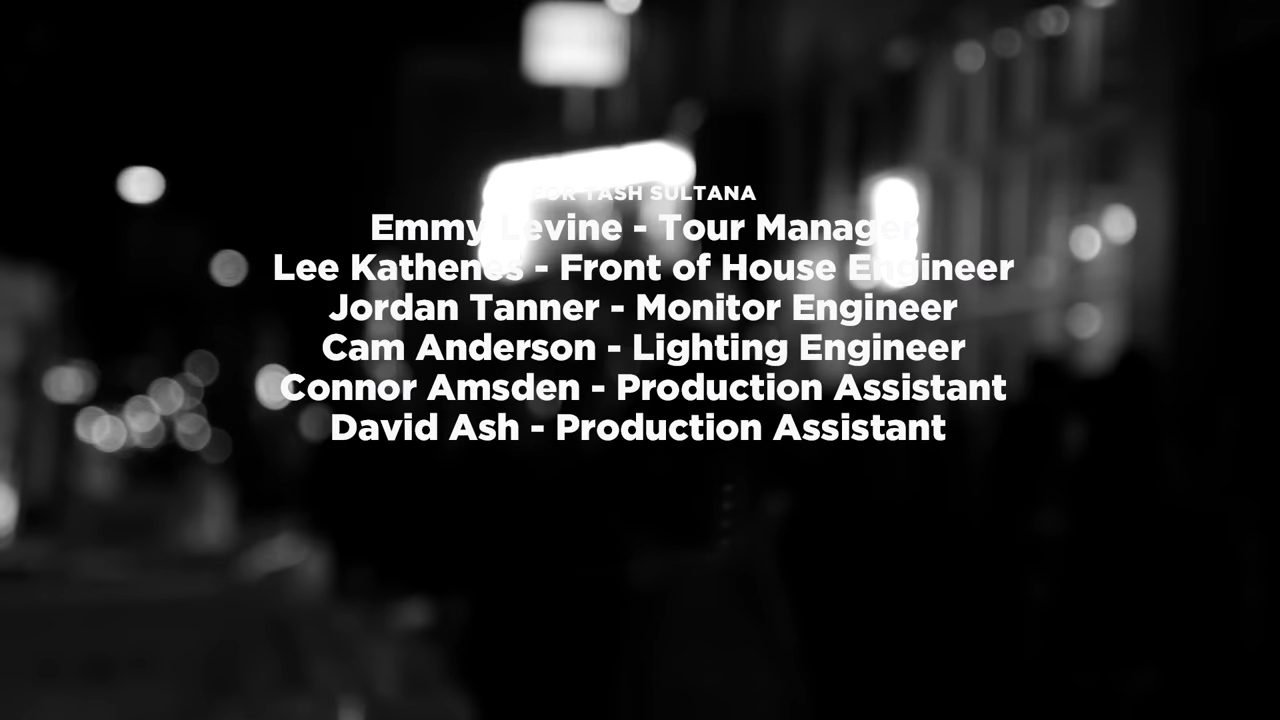 FOR TASH SULTANA
Emmy Levine - Tour Manager
Lee Kathenes - Front of House Engineer
Jordan Tanner - Monitor Engineer
Cam Anderson - Lighting Engineer
Connor Amsden - Production Assistant
David Ash - Production Assistant